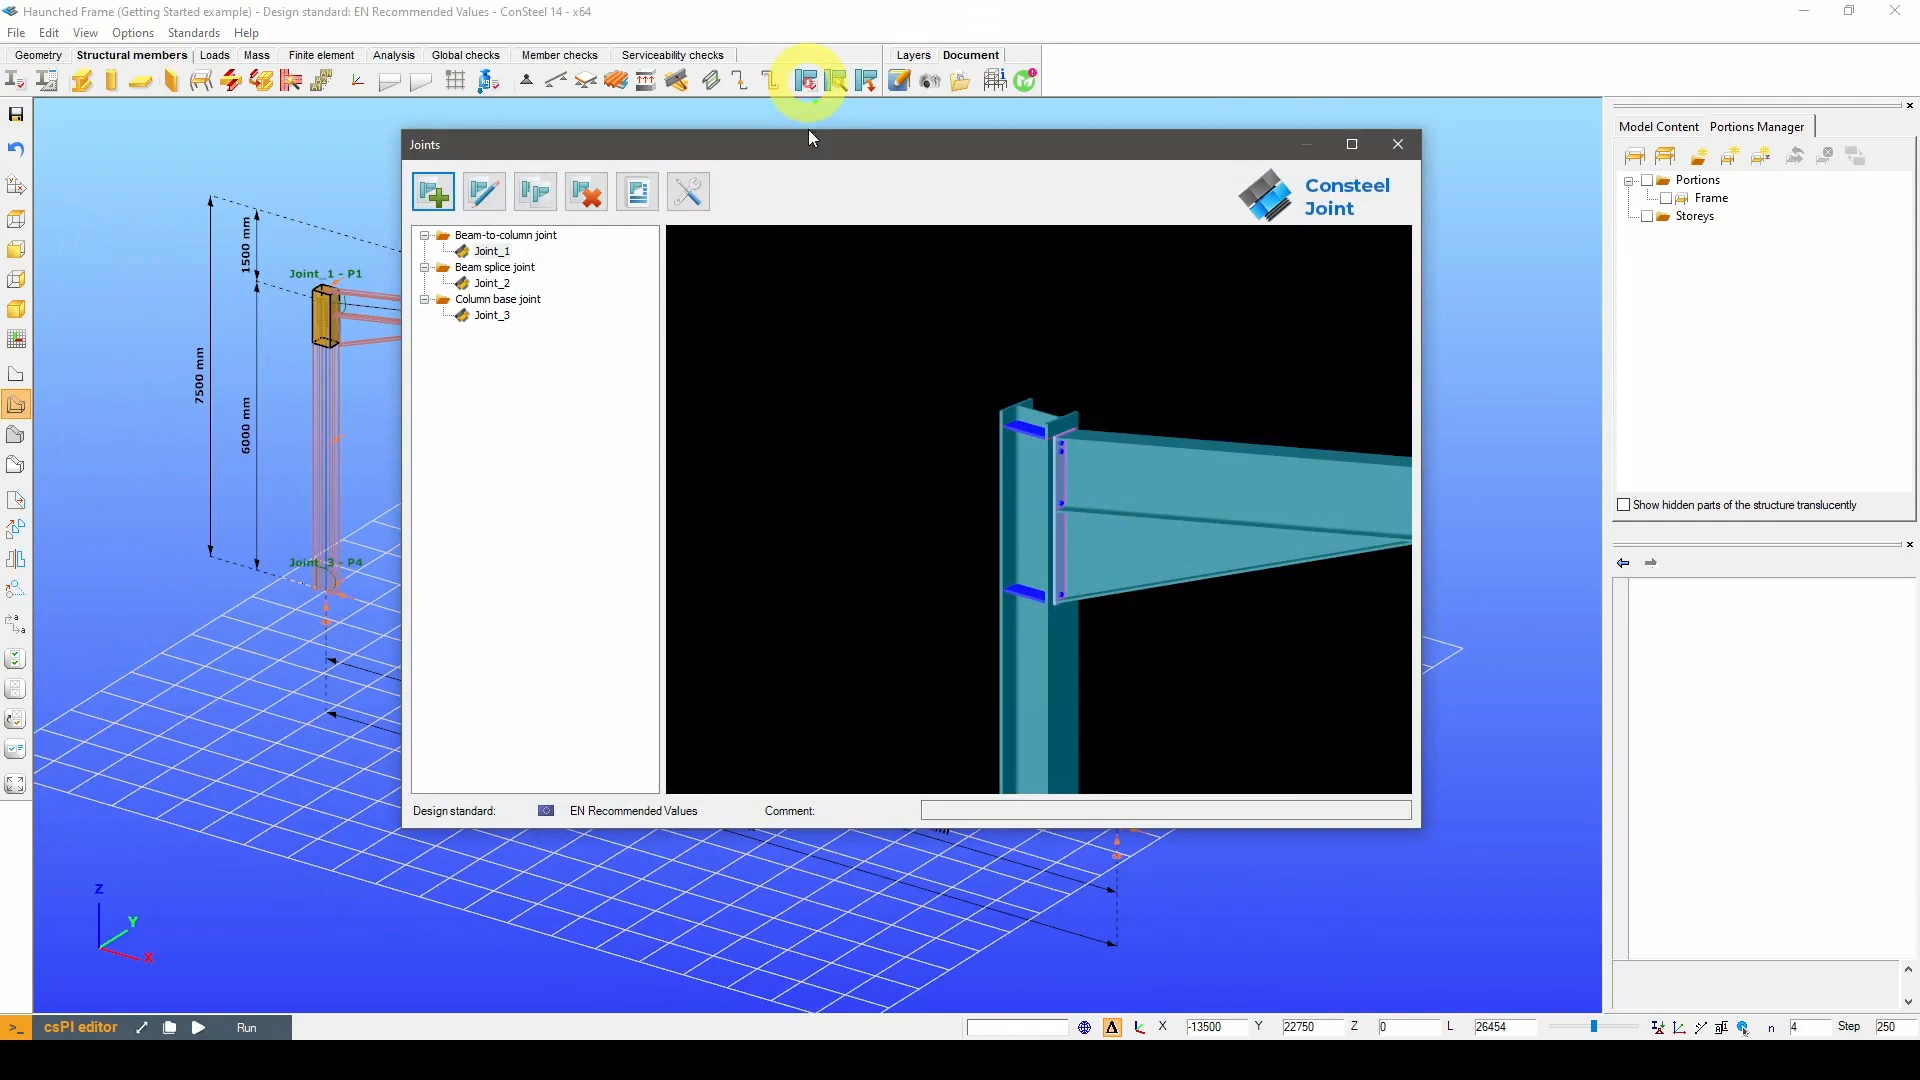 Haunched Frame (Getting Started example) - Design standard: EN Recommended Values - ConSteel 14 - x64
File Edit View Options Standards Help
Geometry Structural members Loads Mass Finite element Analysis Global checks Member checks Serviceability checks Layers Document
Joints
Consteel
Joint
Beam-to-column joint
Joint_1
Beam splice joint
Joint_2
Column base joint
Joint_3
Design standard: EN Recommended Values Comment:
1500 mm
Joint_1 - P1
7500 mm
6000 mm
Joint_3 - P4
Z
Y
X
Model Content Portions Manager
Portions
Frame
Storeys
Show hidden parts of the structure translucently
>_ csPI editor Run
X -13500 Y 22750 Z 0 L 26454 n 4 Step 250